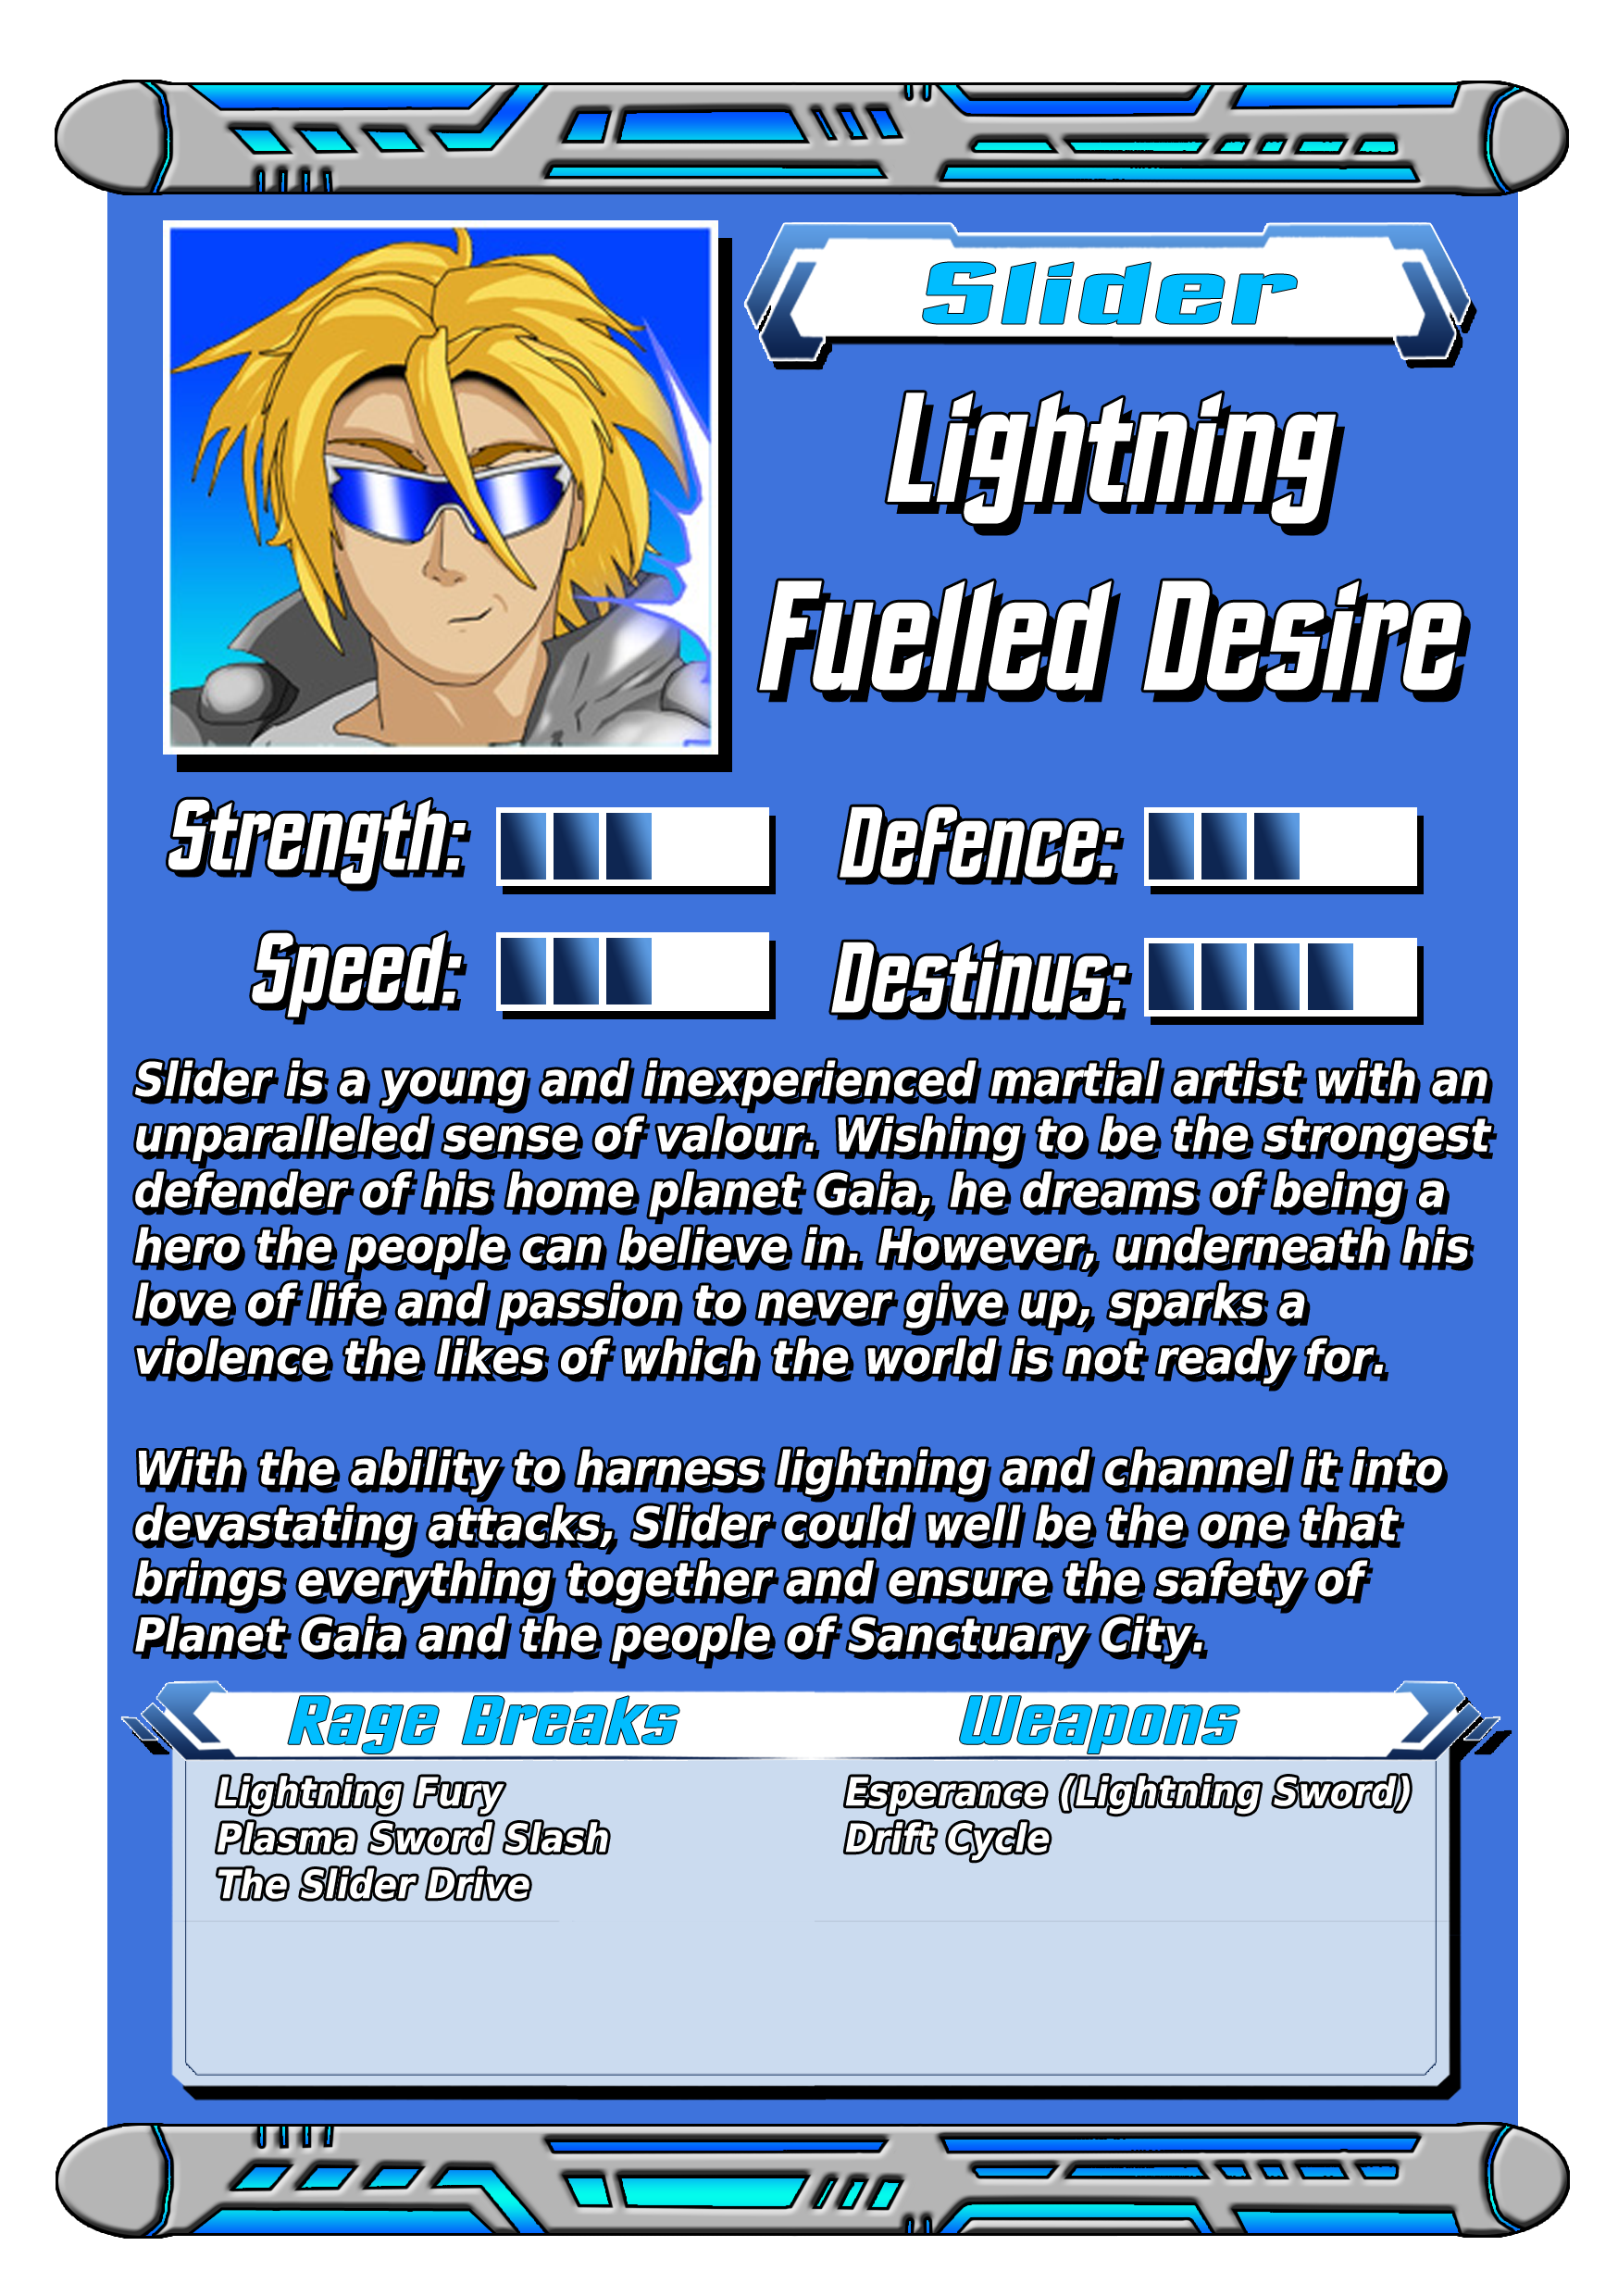 Slider
Lightning
Fuelled Desire
Strength:
Defence:
Speed:
Destinus:
Slider is a young and inexperienced martial artist with an
unparalleled sense of valour. Wishing to be the strongest
defender of his home planet Gaia, he dreams of being a
hero the people can believe in. However, underneath his
love of life and passion to never give up, sparks a
violence the likes of which the world is not ready for.
With the ability to harness lightning and channel it into
devastating attacks, Slider could well be the one that
brings everything together and ensure the safety of
Planet Gaia and the people of Sanctuary City.
Rage Breaks
Lightning Fury
Plasma Sword Slash
The Slider Drive
Weapons
Esperance (Lightning Sword)
Drift Cycle